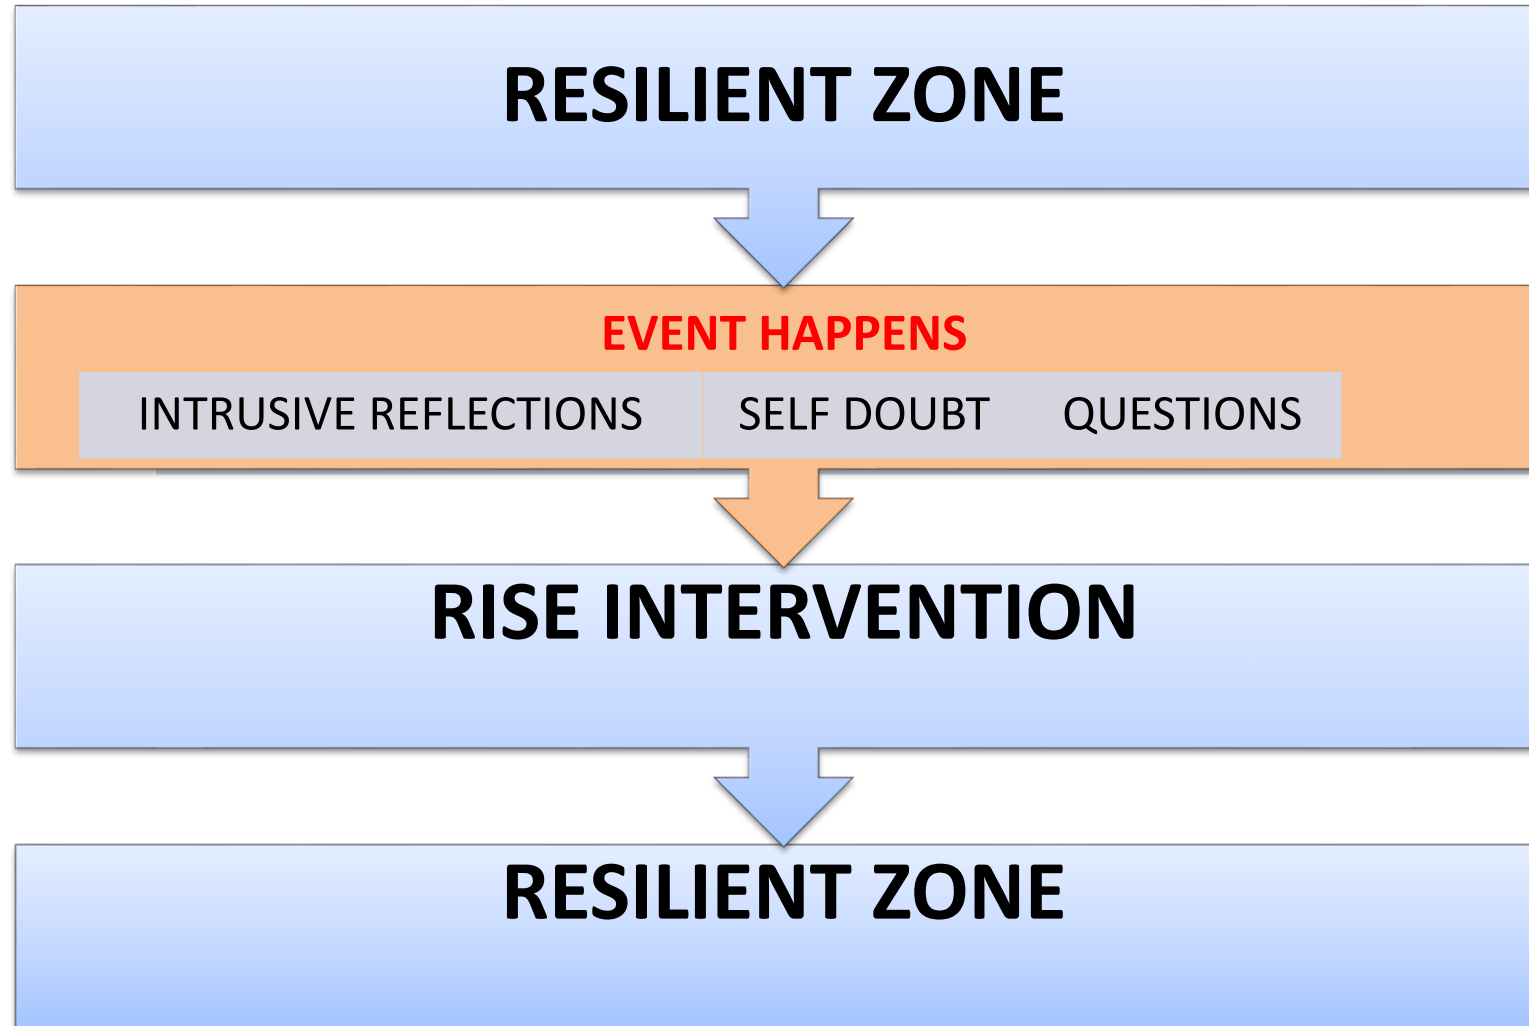 RESILIENT ZONE
EVENT HAPPENS
INTRUSIVE REFLECTIONS SELF DOUBT QUESTIONS
RISE INTERVENTION
RESILIENT ZONE